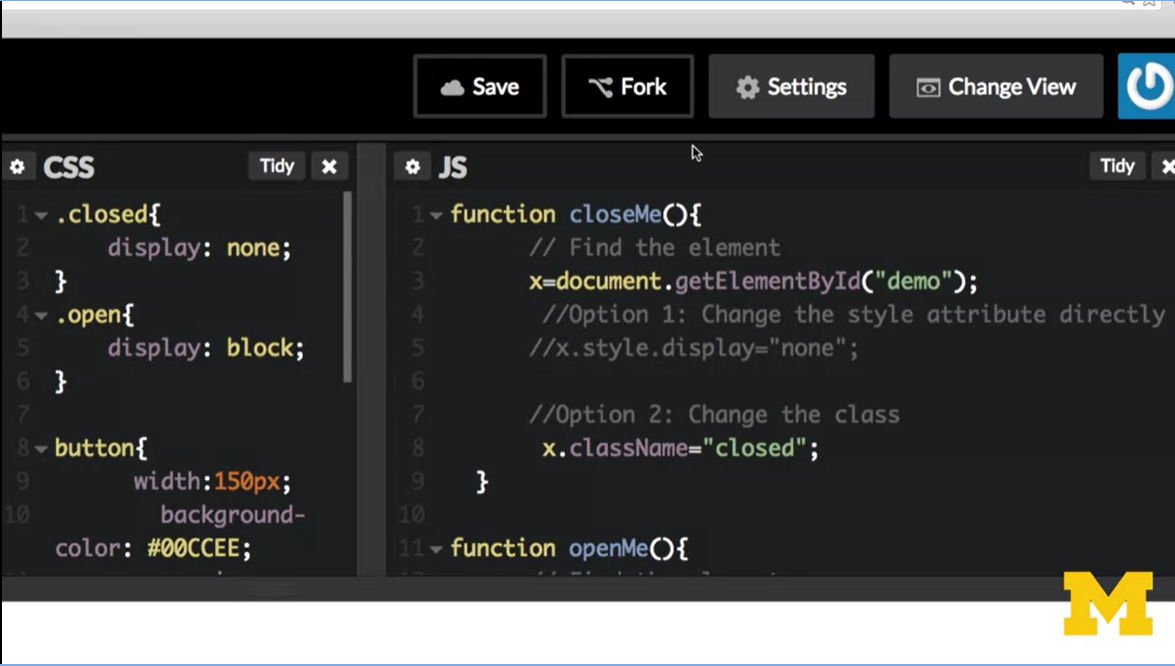 Save Fork Settings Change View
CSS Tidy
1 .closed{
2 display: none;
3 }
4 .open{
5 display: block;
6 }
7
8 button{
9 width:150px;
10 background-
color: #00CCEE;
JS Tidy
1 function closeMe(){
2 // Find the element
3 x=document.getElementById("demo");
4 //Option 1: Change the style attribute directly
5 //x.style.display="none";
6
7 //Option 2: Change the class
8 x.className="closed";
9 }
10
11 function openMe(){
M